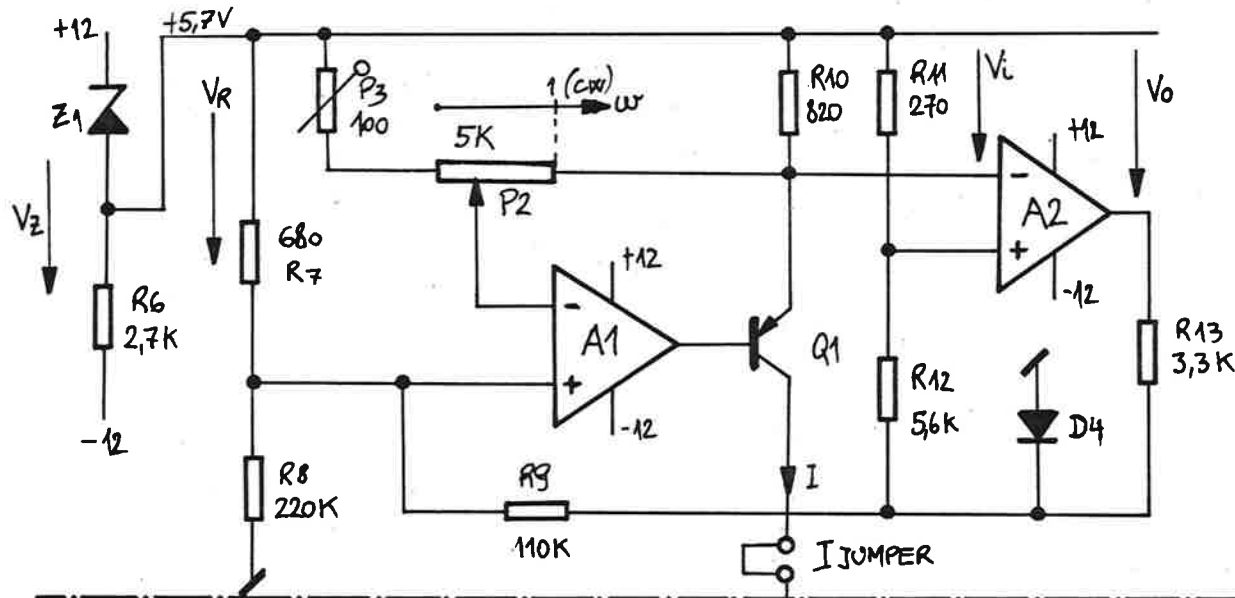 +12
+5,7V
Z1
Vz
R6
2,7K
-12
VR
680
R7
R8
220K
P3
100
1 (CW)
w
5K
P2
+12
-
A1
+
-12
R9
110K
R10
820
Q1
I
I JUMPER
R11
270
Vi
Vo
+12
-
A2
+
-12
R12
5,6K
D4
R13
3,3K